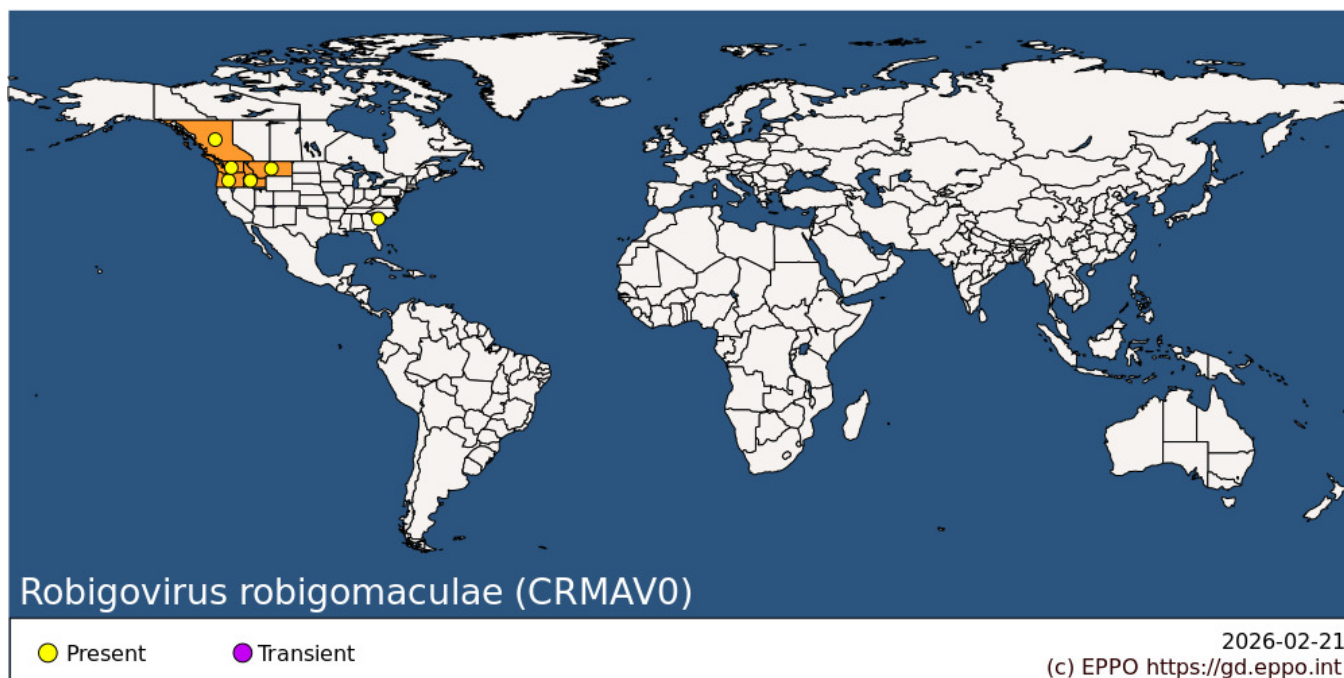 Robigovirus robigomaculae (CRMAV0)
Present
Transient
2026-02-21
(c) EPPO https://gd.eppo.int